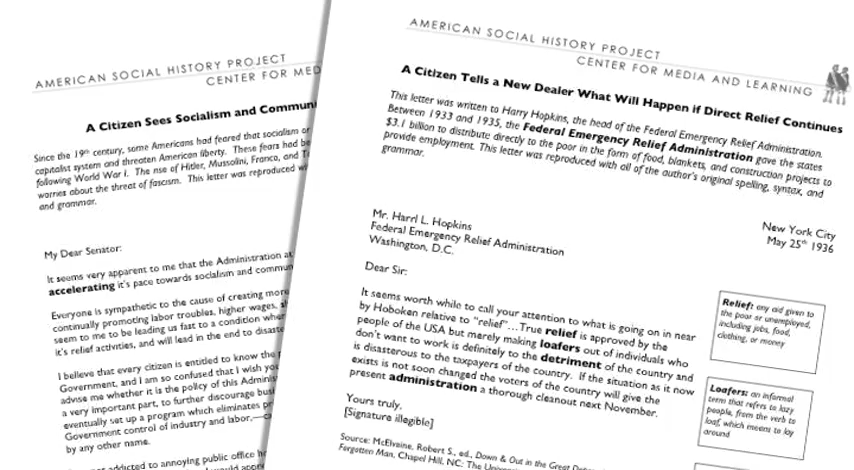 AMERICAN SOCIAL HISTORY PROJECT
CENTER FOR MED
A Citizen Sees Socialism and Commun
Since the 19th century, some Americans had feared that socialism or
capitalist system and threaten American liberty. These fears had be
following World War I. The rise of Hitler, Mussolini, Franco, and T
worries about the threat of fascism. This letter was reproduced wi
and grammar.
My Dear Senator:
It seems very apparent to me that the Administration at
accelerating it's pace towards socialism and commun
Everyone is sympathetic to the cause of creating more
continually promoting labor troubles, higher wages, sh
seem to me to be leading us fast to a condition wher
it's relief activities, and will lead in the end to disaste
I believe that every citizen is entitled to know the p
Government, and I am so confused that I wish yo
advise me whether it is the policy of this Adminis
a very important part, to further discourage busi
eventually set up a program which eliminates pr
Government control of industry and labor,—ca
by any other name.
not addicted to annoying public office h
would appr
AMERICAN SOCIAL HISTORY PROJECT
CENTER FOR MEDIA AND LEARNING
A Citizen Tells a New Dealer What Will Happen if Direct Relief Continues
This letter was written to Harry Hopkins, the head of the Federal Emergency Relief Administration.
Between 1933 and 1935, the Federal Emergency Relief Administration gave the states
$3.1 billion to distribute directly to the poor in the form of food, blankets, and construction projects to
provide employment. This letter was reproduced with all of the author's original spelling, syntax, and
grammar.
New York City
May 25th 1936
Mr. Harrl L. Hopkins
Federal Emergency Relief Administration
Washington, D.C.
Dear Sir:
It seems worth while to call your attention to what is going on in near
by Hoboken relative to "relief"…True relief is approved by the
people of the USA but merely making loafers out of individuals who
don't want to work is definitely to the detriment of the country and
is disasterous to the taxpayers of the country. If the situation as it now
exists is not soon changed the voters of the country will give the
present administration a thorough cleanout next November.
Yours truly,
[Signature illegible]
Source: McElvaine, Robert S., ed., Down & Out in the Great De
Forgotten Man, Chapel Hill, NC: The Unive
Relief: any aid given to
the poor or unemployed,
including jobs, food,
clothing, or money
Loafers: an informal
term that refers to lazy
people, from the verb to
loaf, which means to lay
around